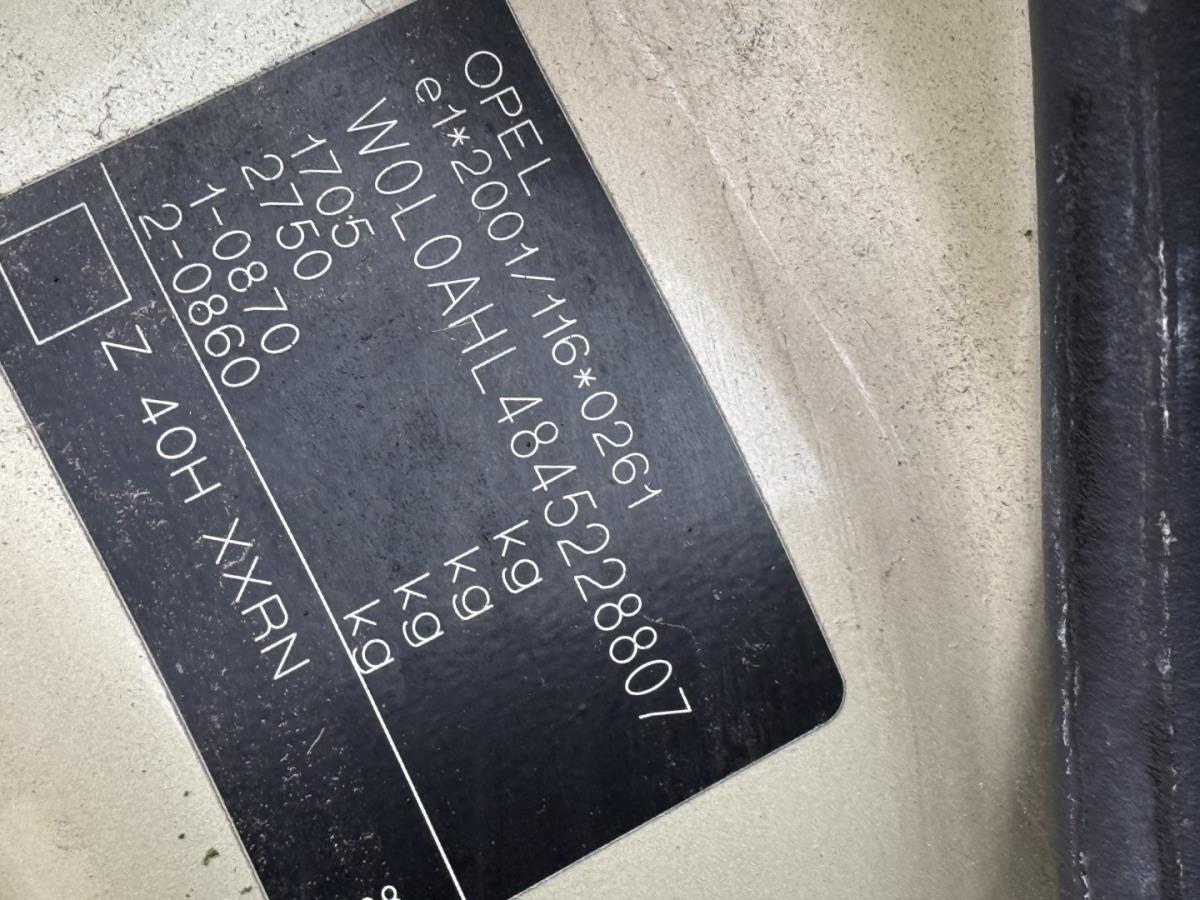 OPEL
e1*2001/116*0261
W0L0AHL4845228807
1705 kg
2750 kg
1-0870 kg
2-0860 kg
Z 40H XXRN